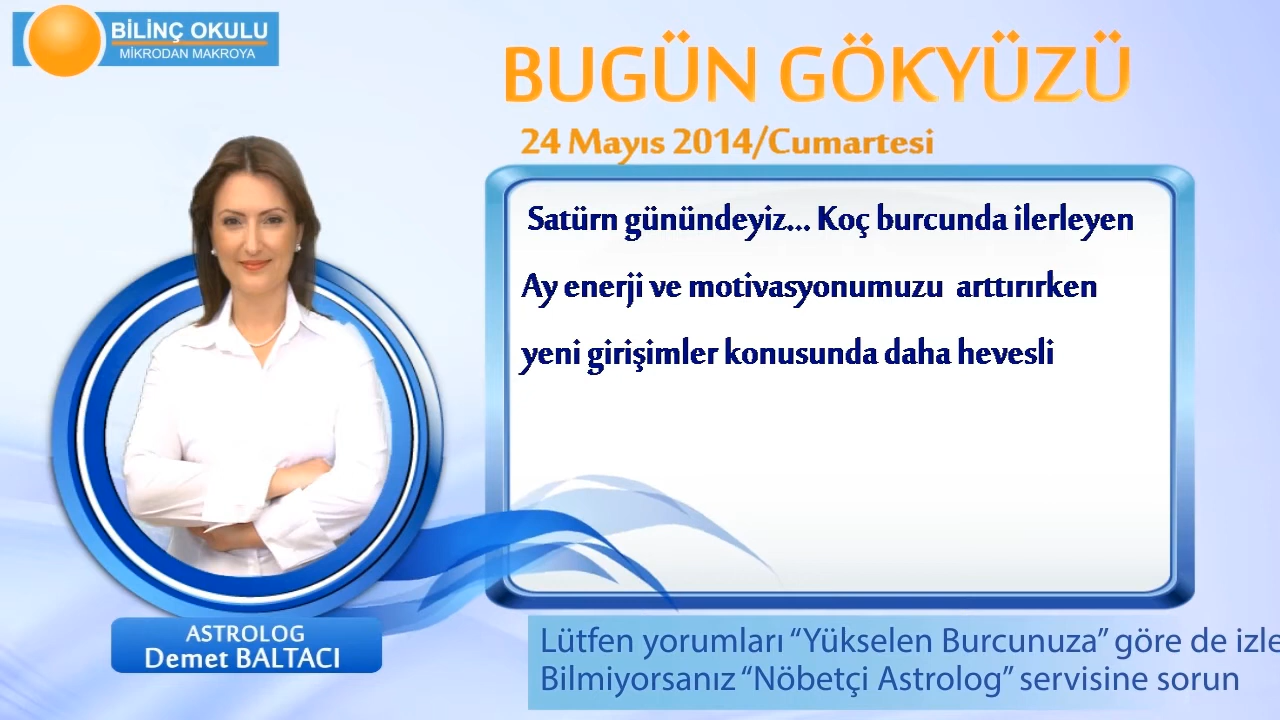 BİLİNÇ OKULU
MİKRODAN MAKROYA
BUGÜN GÖKYÜZÜ
24 Mayıs 2014/Cumartesi
Satürn günündeyiz... Koç burcunda ilerleyen
Ay enerji ve motivasyonumuzu arttırırken
yeni girişimler konusunda daha hevesli
ASTROLOG
Demet BALTACI
Lütfen yorumları “Yükselen Burcunuza” göre de izle
Bilmiyorsanız “Nöbetçi Astrolog” servisine sorun